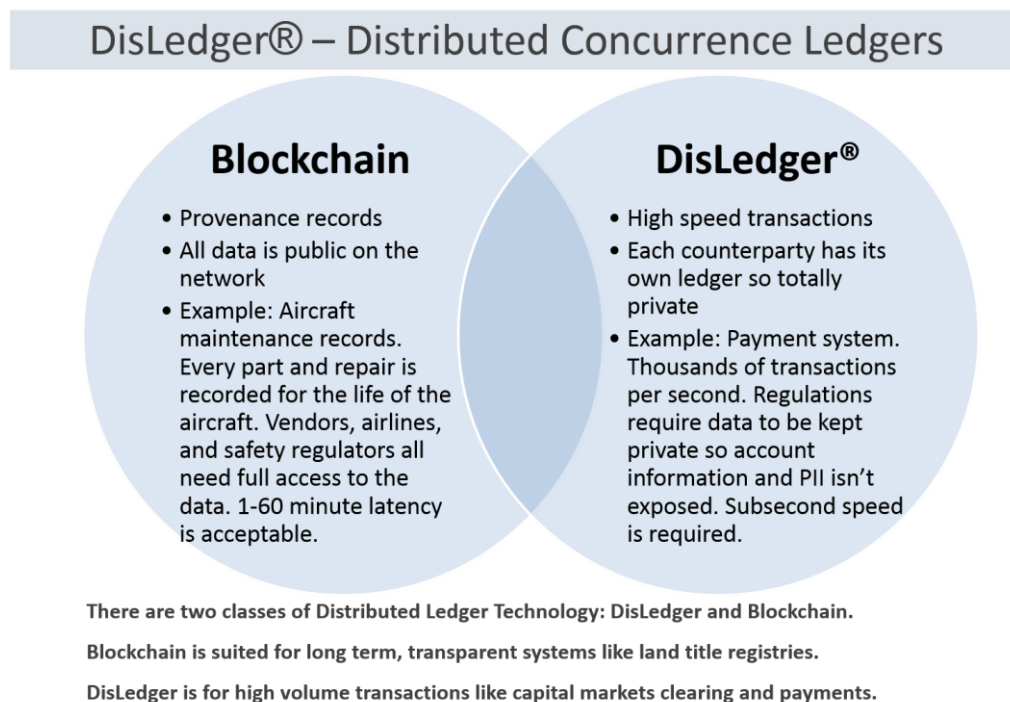 DisLedger® – Distributed Concurrence Ledgers
Blockchain
• Provenance records
• All data is public on the
network
• Example: Aircraft
maintenance records.
Every part and repair is
recorded for the life of the
aircraft. Vendors, airlines,
and safety regulators all
need full access to the
data. 1-60 minute latency
is acceptable.
DisLedger®
• High speed transactions
• Each counterparty has its
own ledger so totally
private
• Example: Payment system.
Thousands of transactions
per second. Regulations
require data to be kept
private so account
information and PII isn’t
exposed. Subsecond speed
is required.
There are two classes of Distributed Ledger Technology: DisLedger and Blockchain.
Blockchain is suited for long term, transparent systems like land title registries.
DisLedger is for high volume transactions like capital markets clearing and payments.